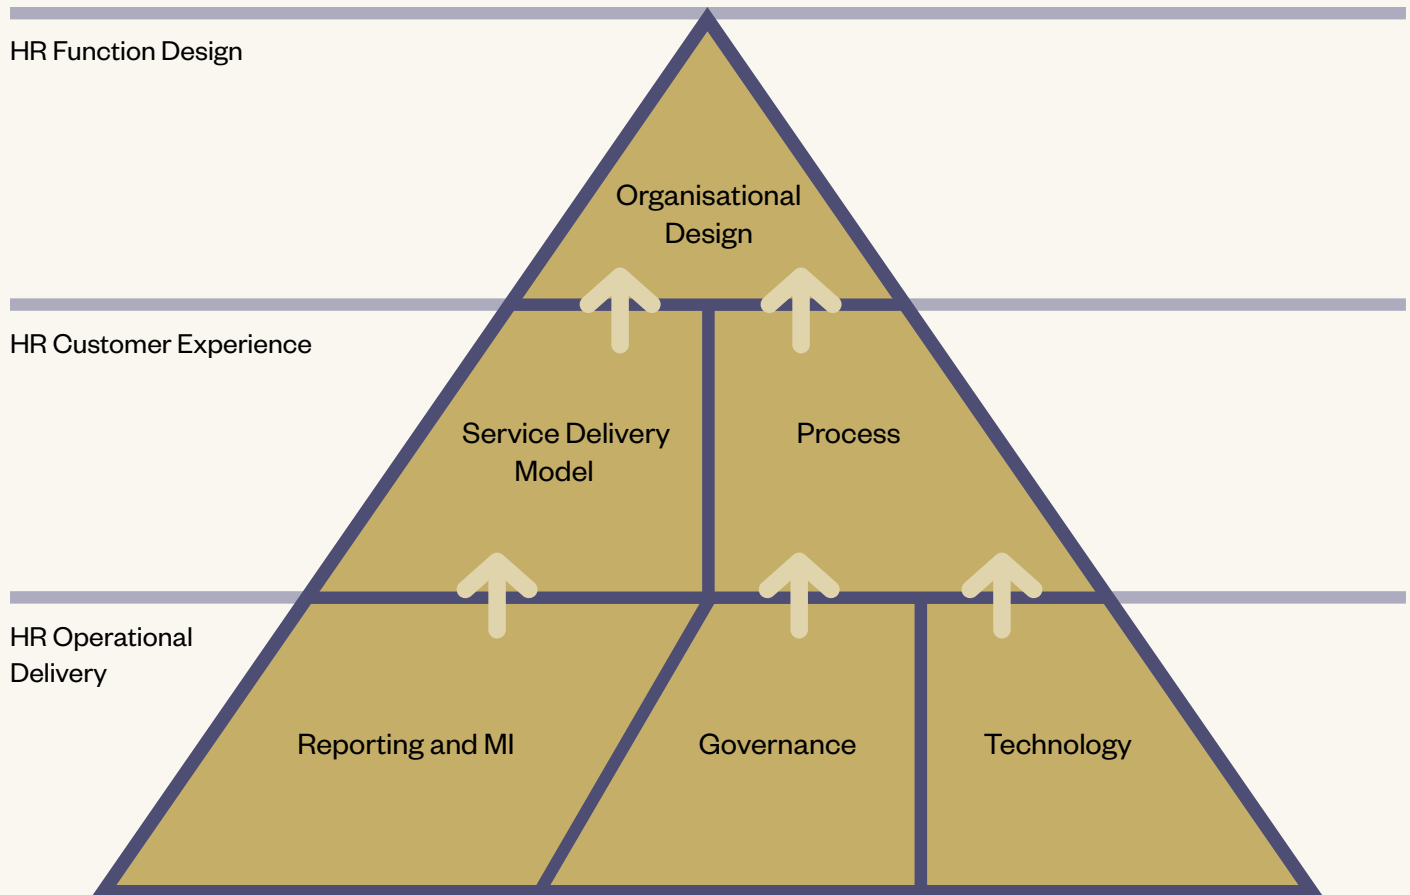 HR Function Design
Organisational
Design
HR Customer Experience
Service Delivery
Model
Process
HR Operational
Delivery
Reporting and MI
Governance
Technology